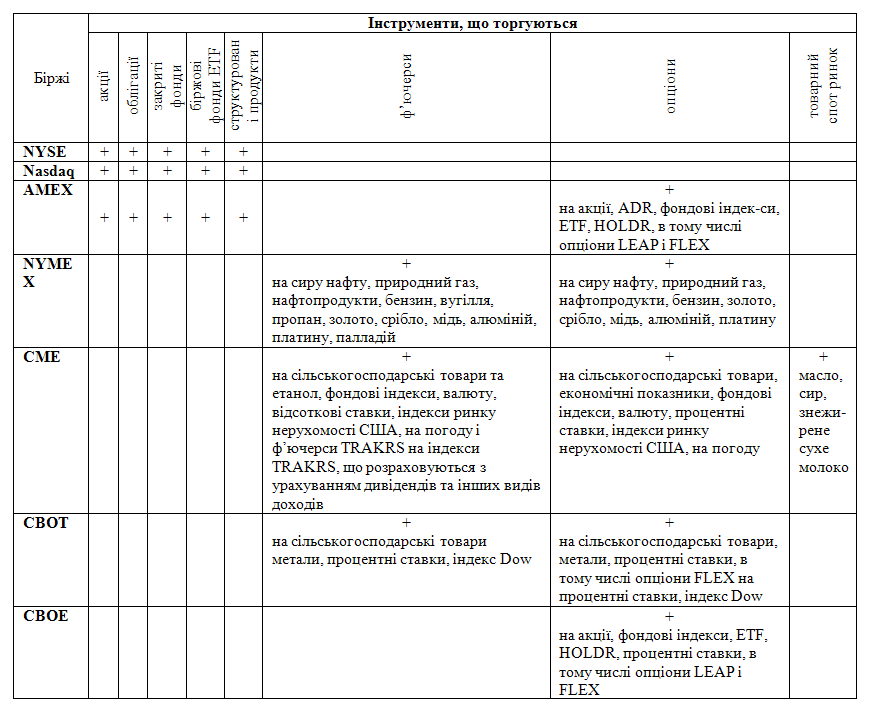 Біржі
Інструменти, що торгуються
акції
облігації
закриті
фонди
біржові
фонди ETF
структурован
і продукти
ф’ючерси
опціони
товарний
спот ринок
NYSE + + + + +
Nasdaq + + + + +
AMEX
+ + + + +
+
на акції, ADR, фондові індек-си,
ETF, HOLDR, в тому числі
опціони LEAP і FLEX
NYME
X
+
на сиру нафту, природний газ,
нафтопродукти, бензин, вугілля,
пропан, золото, срібло, мідь, алюміній,
платину, палладій
+
на сиру нафту, природний газ,
нафтопродукти, бензин, золото,
срібло, мідь, алюміній, платину
CME
+
на сільськогосподарські товари та
етанол, фондові індекси, валюту,
відсоткові ставки, індекси ринку
нерухомості США, на погоду і
ф’ючерси TRAKRS на індекси
TRAKRS, що розраховуються з
урахуванням дивідендів та інших видів
доходів
+
на сільськогосподарські товари,
економічні показники, фондові
індекси, валюту, процентні
ставки, індекси ринку
нерухомості США, на погоду
+
масло,
сир,
знежи-
рене
сухе
молоко
CBOT
+
на сільськогосподарські товари
метали, процентні ставки, індекс Dow
+
на сільськогосподарські товари,
метали, процентні ставки, в
тому числі опціони FLEX на
процентні ставки, індекс Dow
CBOE
+
на акції, фондові індекси, ETF,
HOLDR, процентні ставки, в
тому числі опціони LEAP і
FLEX